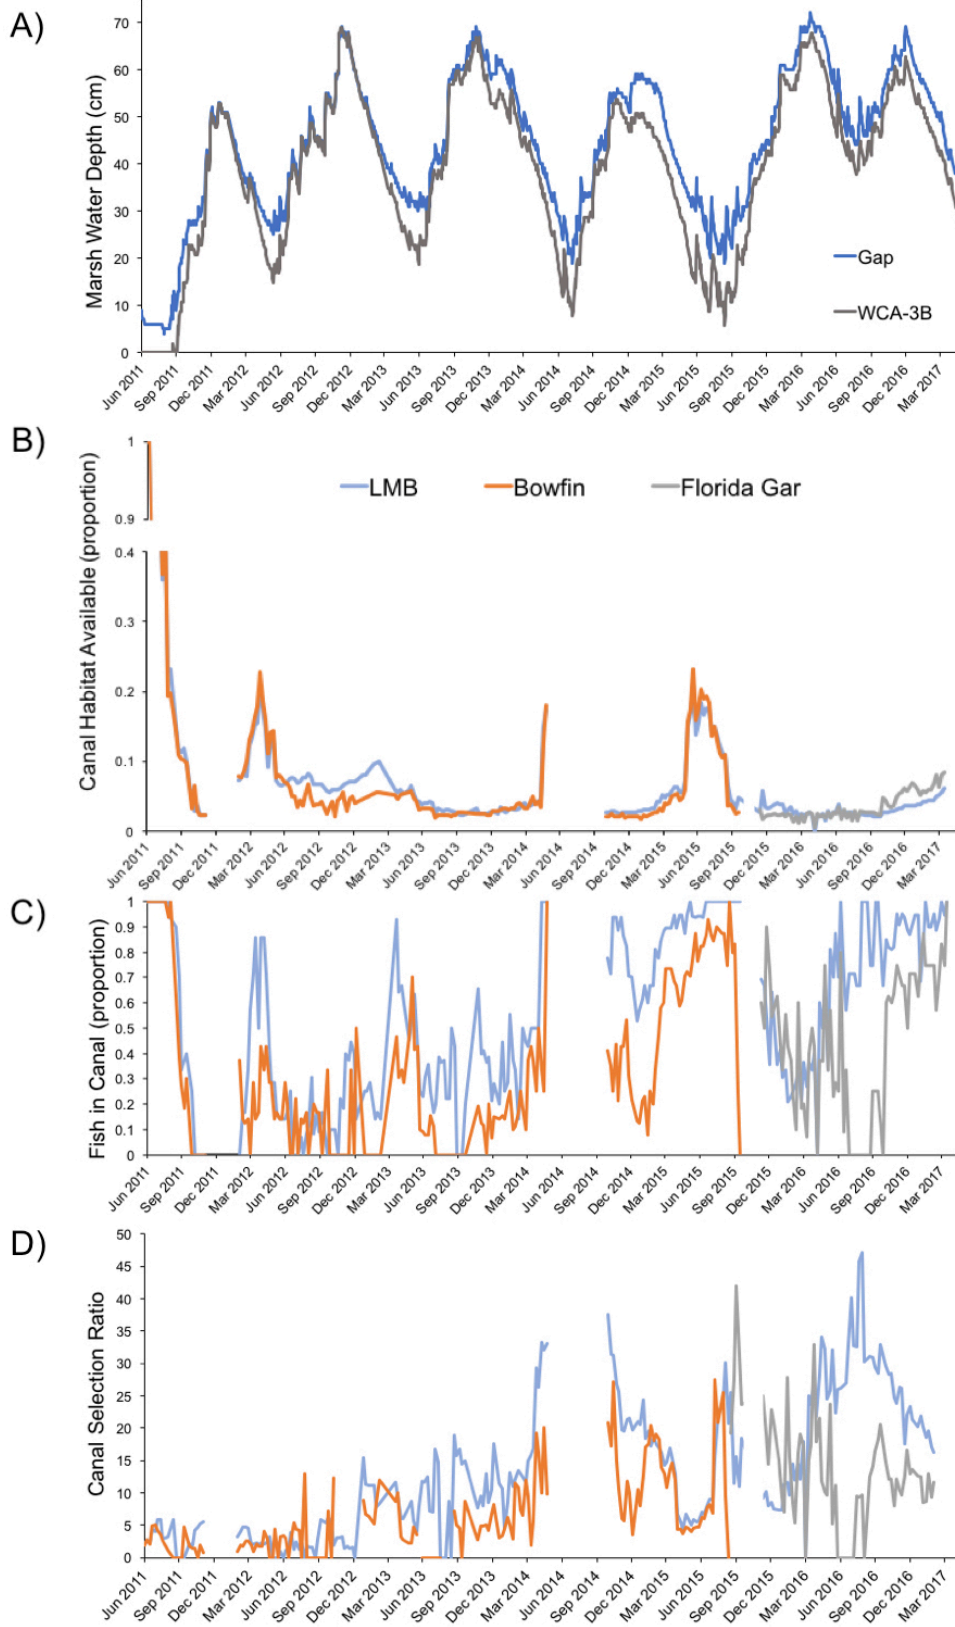 A)
Marsh Water Depth (cm)
70
60
50
40
30
20
10
0
Gap
WCA-3B
Jun 2011 Sep 2011 Dec 2011 Mar 2012 Jun 2012 Sep 2012 Dec 2012 Mar 2013 Jun 2013 Sep 2013 Dec 2013 Mar 2014 Jun 2014 Sep 2014 Dec 2014 Mar 2015 Jun 2015 Sep 2015 Dec 2015 Mar 2016 Jun 2016 Sep 2016 Dec 2016 Mar 2017
B)
Canal Habitat Available (proportion)
1
0.9
0.4
0.3
0.2
0.1
0
LMB Bowfin Florida Gar
Jun 2011 Sep 2011 Dec 2011 Mar 2012 Jun 2012 Sep 2012 Dec 2012 Mar 2013 Jun 2013 Sep 2013 Dec 2013 Mar 2014 Jun 2014 Sep 2014 Dec 2014 Mar 2015 Jun 2015 Sep 2015 Dec 2015 Mar 2016 Jun 2016 Sep 2016 Dec 2016 Mar 2017
C)
Fish in Canal (proportion)
1
0.9
0.8
0.7
0.6
0.5
0.4
0.3
0.2
0.1
0
Jun 2011 Sep 2011 Dec 2011 Mar 2012 Jun 2012 Sep 2012 Dec 2012 Mar 2013 Jun 2013 Sep 2013 Dec 2013 Mar 2014 Jun 2014 Sep 2014 Dec 2014 Mar 2015 Jun 2015 Sep 2015 Dec 2015 Mar 2016 Jun 2016 Sep 2016 Dec 2016 Mar 2017
D)
Canal Selection Ratio
50
45
40
35
30
25
20
15
10
5
0
Jun 2011 Sep 2011 Dec 2011 Mar 2012 Jun 2012 Sep 2012 Dec 2012 Mar 2013 Jun 2013 Sep 2013 Dec 2013 Mar 2014 Jun 2014 Sep 2014 Dec 2014 Mar 2015 Jun 2015 Sep 2015 Dec 2015 Mar 2016 Jun 2016 Sep 2016 Dec 2016 Mar 2017